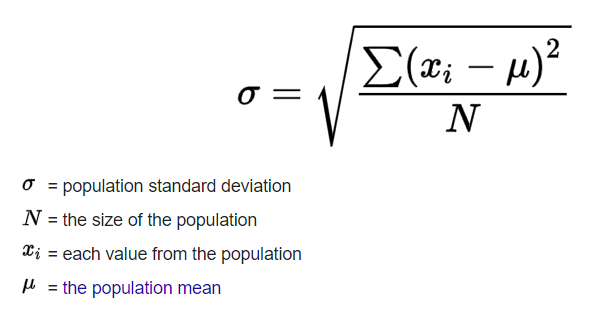 σ = √(∑(xᵢ − μ)² / N)
σ = population standard deviation
N = the size of the population
xᵢ = each value from the population
μ = the population mean